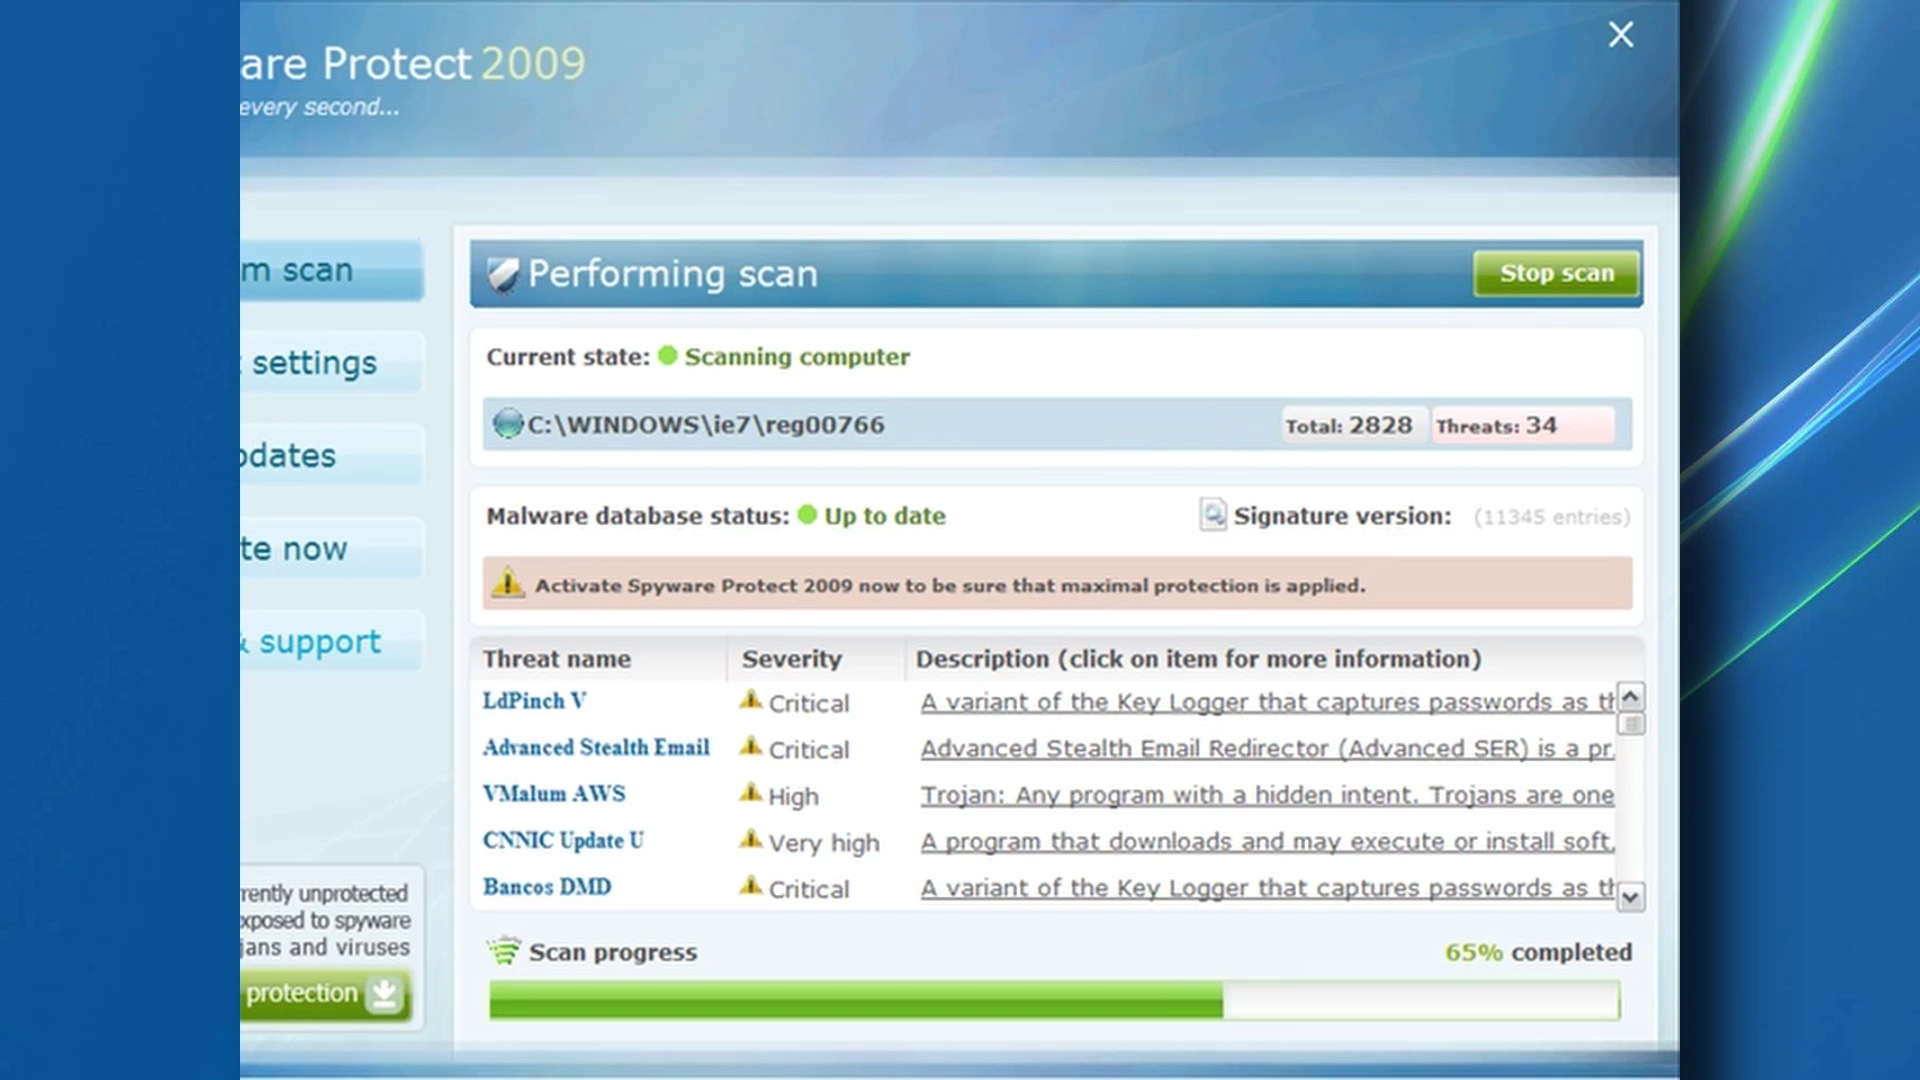 are Protect 2009
every second...
m scan
settings
dates
te now
& support
rently unprotected
xposed to spyware
jans and viruses
protection
Performing scan
Stop scan
Current state: Scanning computer
C:\WINDOWS\ie7\reg00766 Total: 2828 Threats: 34
Malware database status: Up to date Signature version: (11345 entries)
Activate Spyware Protect 2009 now to be sure that maximal protection is applied.
Threat name Severity Description (click on item for more information)
LdPinch V Critical A variant of the Key Logger that captures passwords as th
Advanced Stealth Email Critical Advanced Stealth Email Redirector (Advanced SER) is a pr.
VMalum AWS High Trojan: Any program with a hidden intent. Trojans are one
CNNIC Update U Very high A program that downloads and may execute or install soft.
Bancos DMD Critical A variant of the Key Logger that captures passwords as th
Scan progress 65% completed